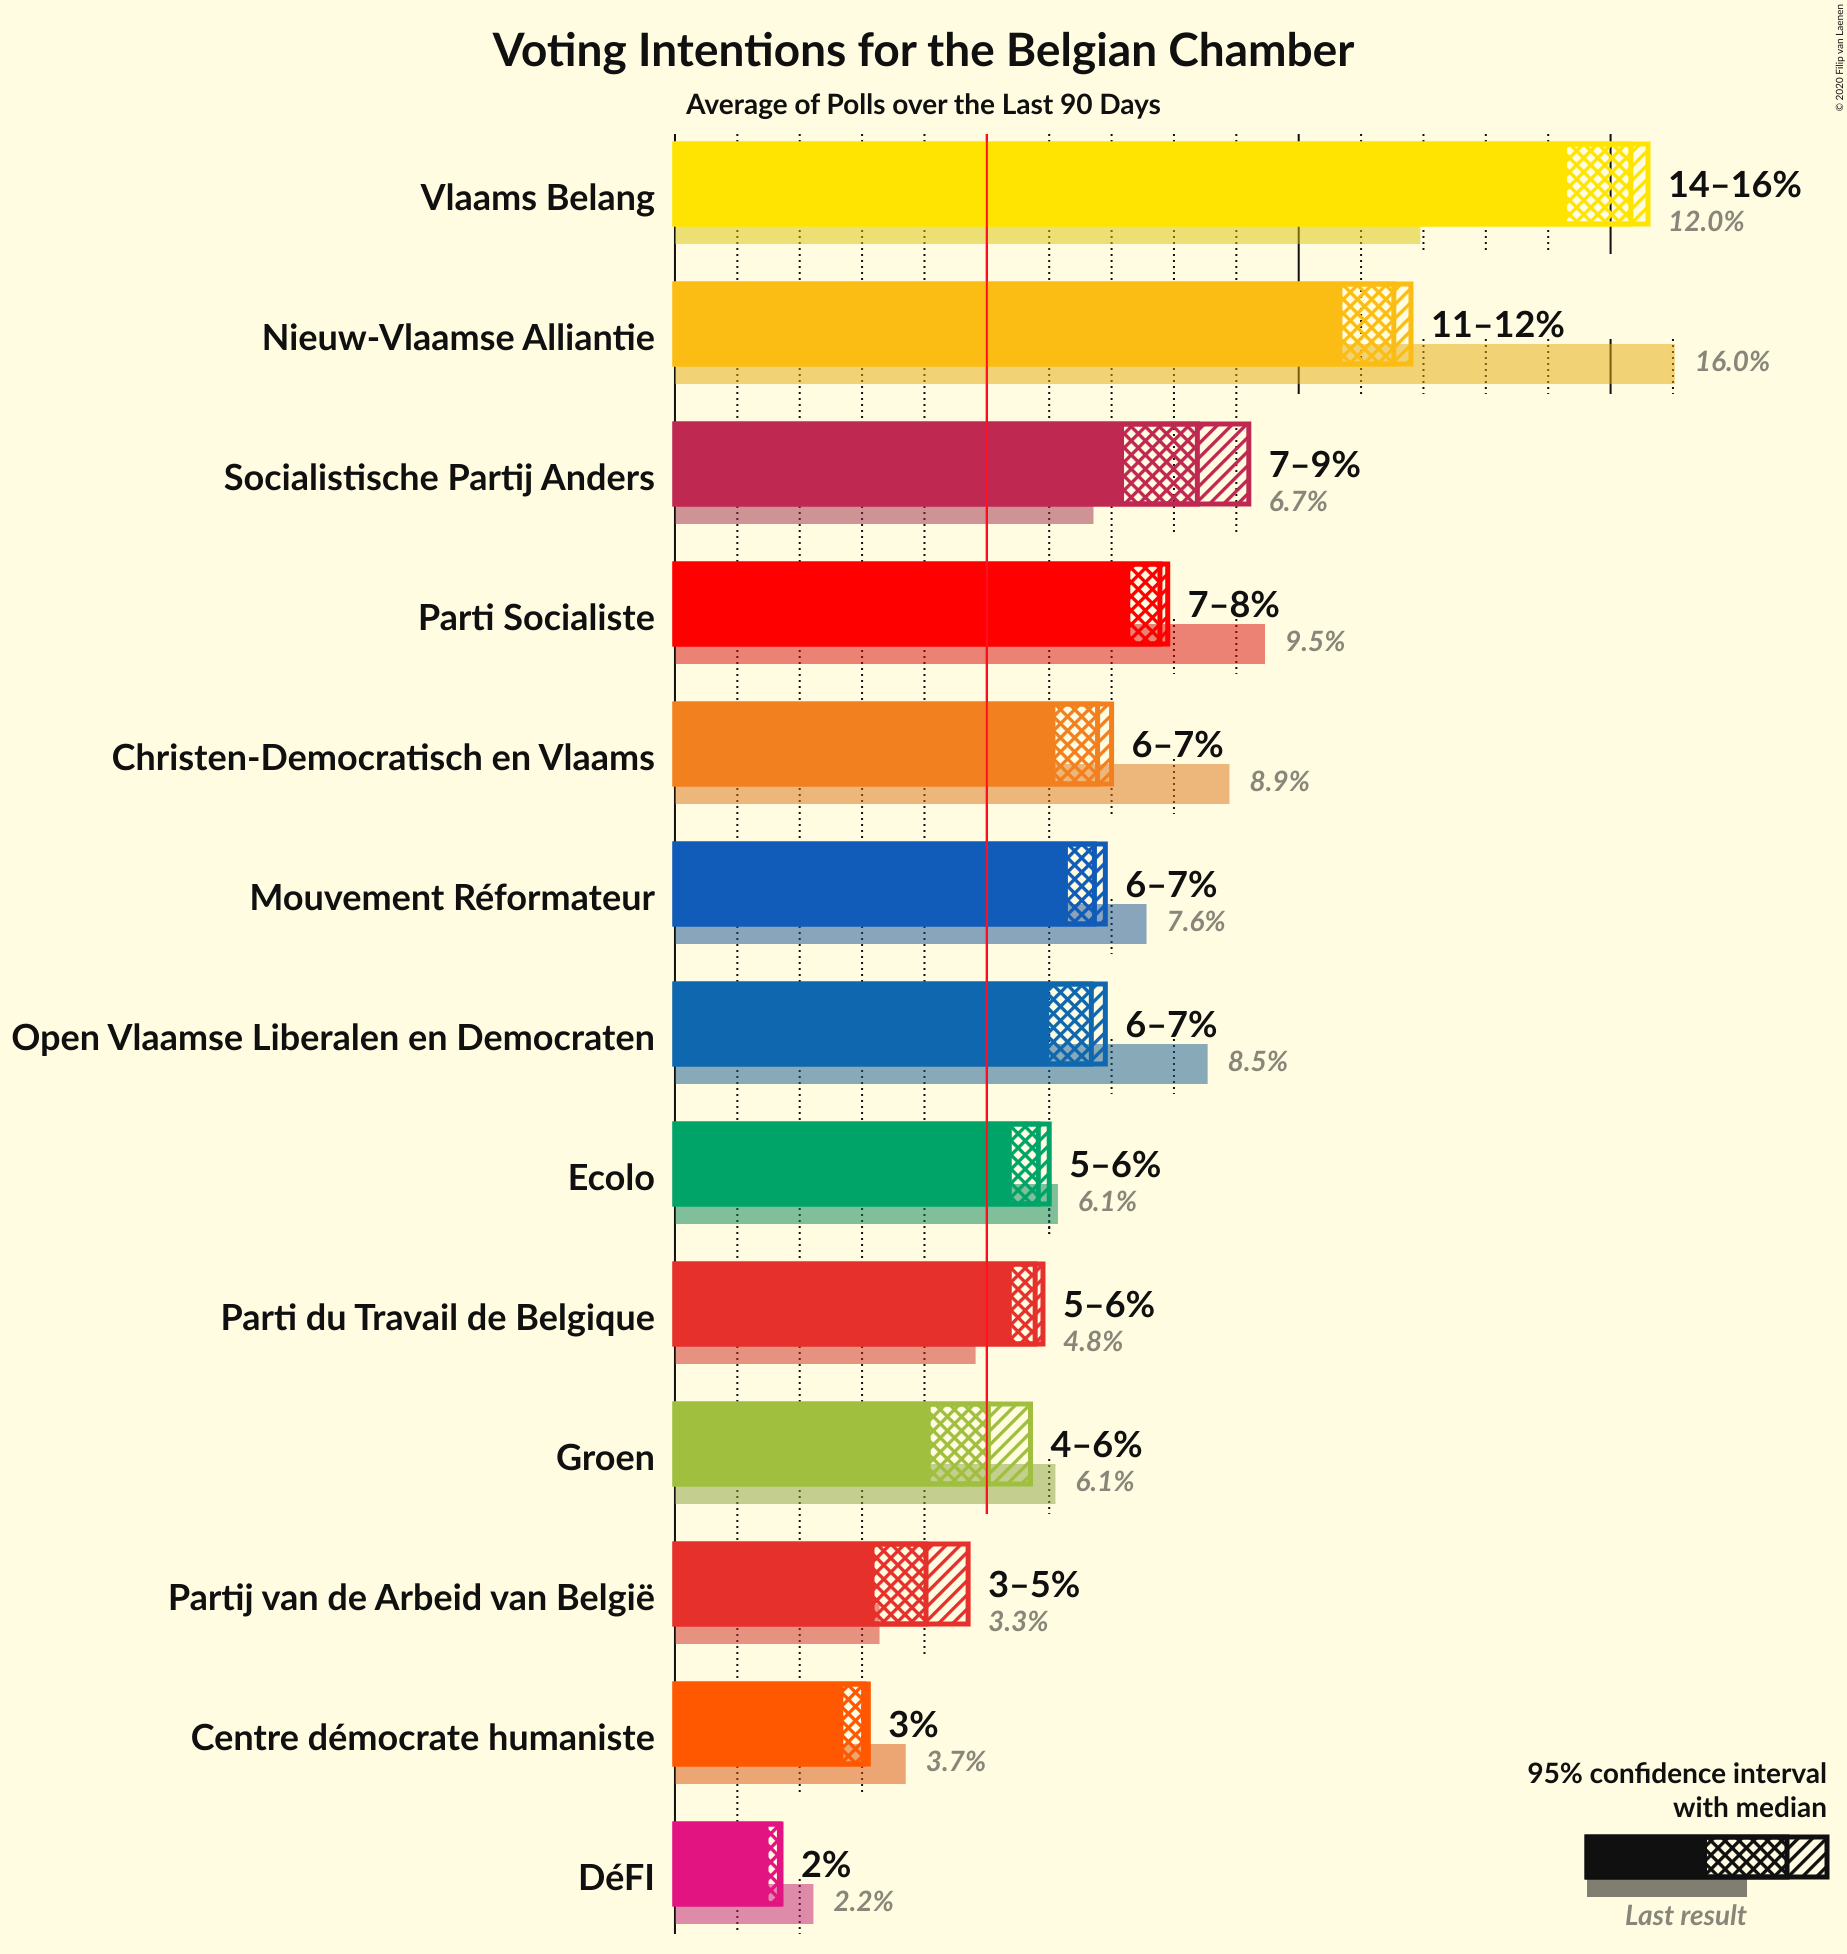 © 2020 Filip van Laenen
Voting Intentions for the Belgian Chamber
Average of Polls over the Last 90 Days
Vlaams Belang
14–16%
12.0%
Nieuw-Vlaamse Alliantie
11–12%
16.0%
Socialistische Partij Anders
7–9%
6.7%
Parti Socialiste
7–8%
9.5%
Christen-Democratisch en Vlaams
6–7%
8.9%
Mouvement Réformateur
6–7%
7.6%
Open Vlaamse Liberalen en Democraten
6–7%
8.5%
Ecolo
5–6%
6.1%
Parti du Travail de Belgique
5–6%
4.8%
Groen
4–6%
6.1%
Partij van de Arbeid van België
3–5%
3.3%
Centre démocrate humaniste
3%
3.7%
DéFI
2%
2.2%
95% confidence interval
with median
Last result